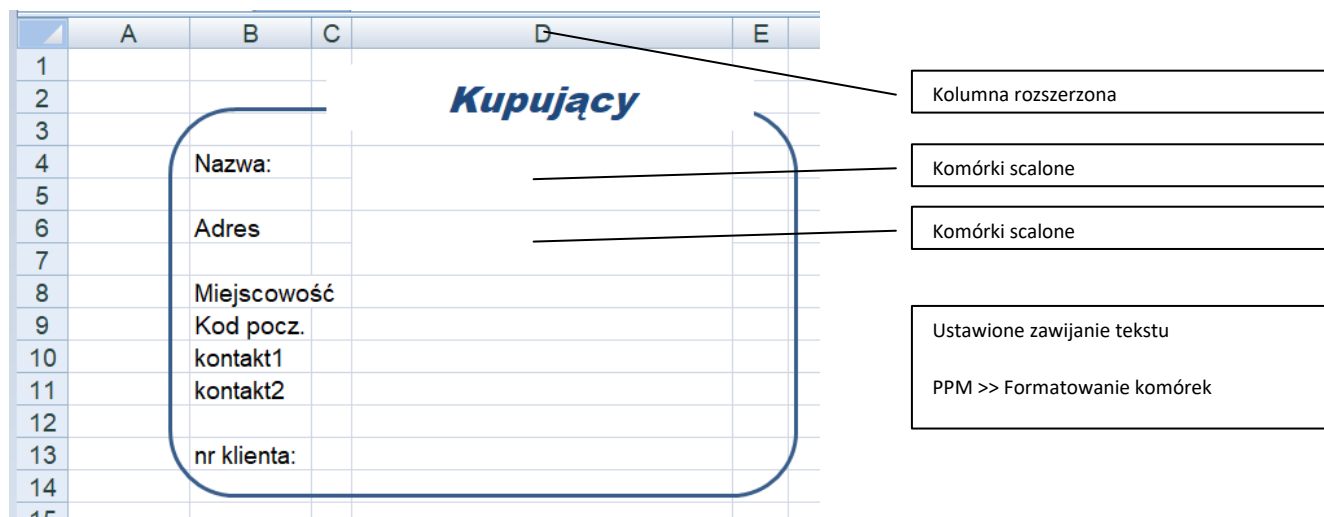 A B C D E
1
2 Kupujący
3
4 Nazwa:
5
6 Adres
7
8 Miejscowość
9 Kod pocz.
10 kontakt1
11 kontakt2
12
13 nr klienta:
14
15
Kolumna rozszerzona
Komórki scalone
Komórki scalone
Ustawione zawijanie tekstu
PPM >> Formatowanie komórek